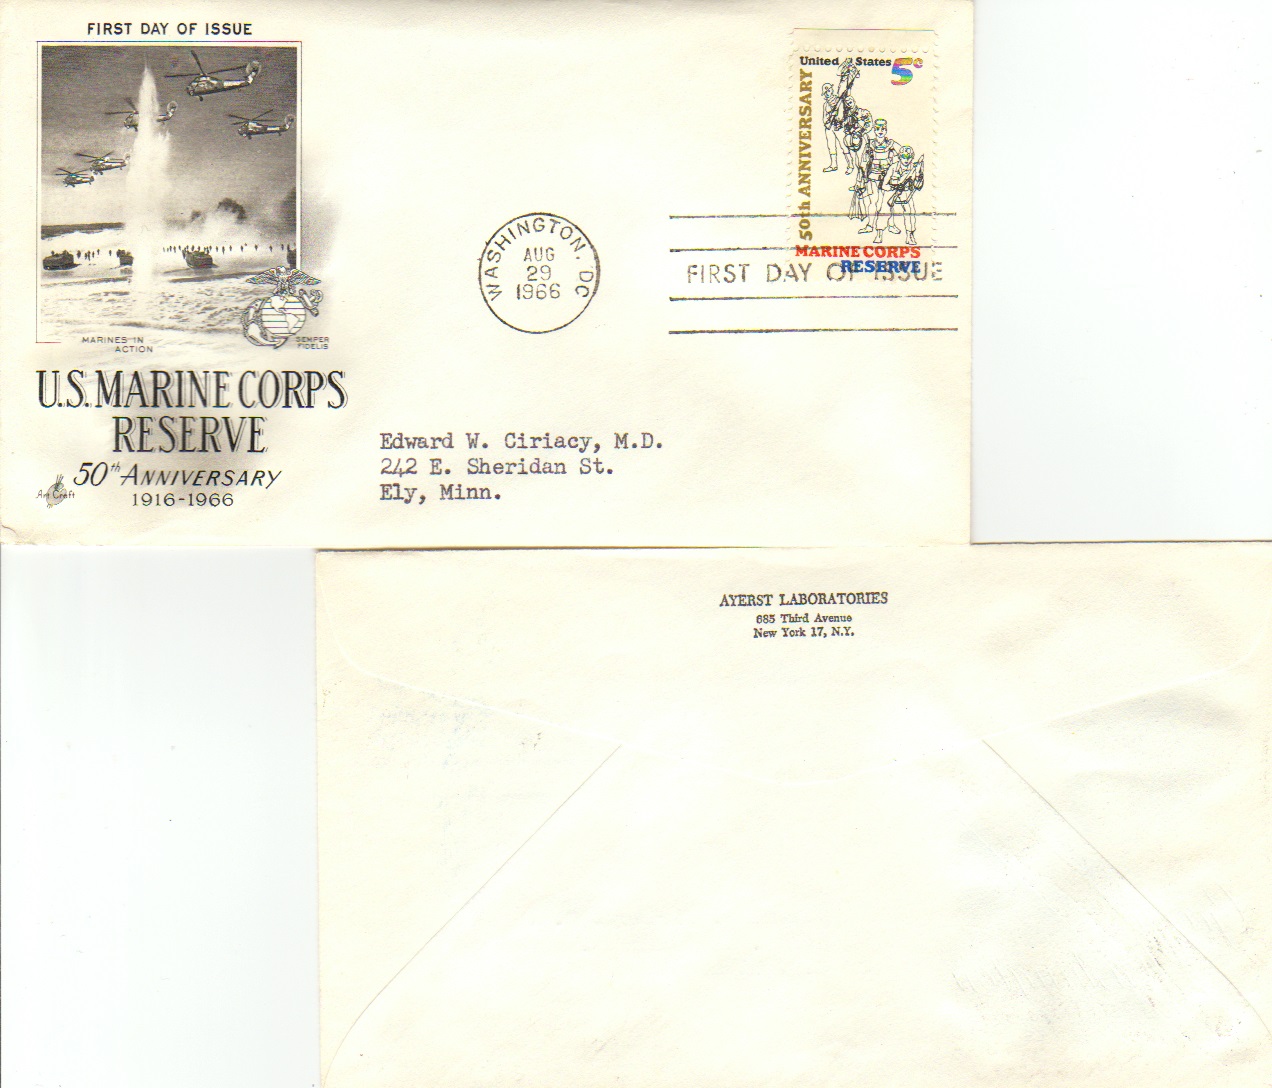 FIRST DAY OF ISSUE
MARINES IN
ACTION
SEMPER
FIDELIS
U.S. MARINE CORPS
RESERVE
50th ANNIVERSARY
1916-1966
Art Craft
WASHINGTON, DC
AUG
29
1966
United States 5c
50th ANNIVERSARY
MARINE CORPS
RESERVE
FIRST DAY OF ISSUE
Edward W. Ciriacy, M.D.
242 E. Sheridan St.
Ely, Minn.
AYERST LABORATORIES
685 Third Avenue
New York 17, N.Y.